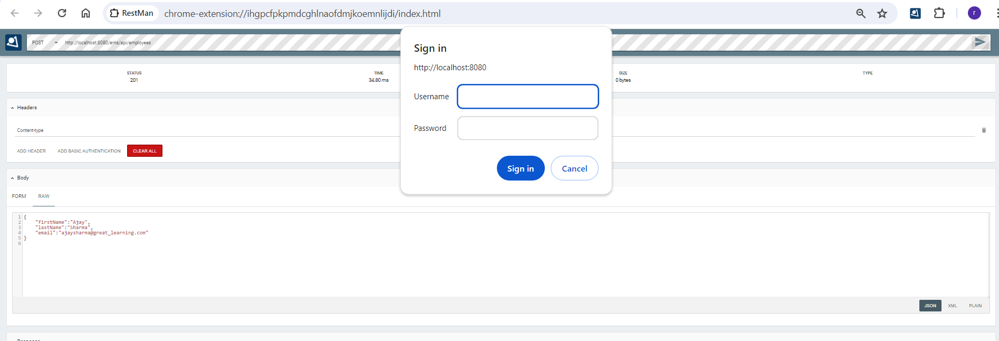 RestMan chrome-extension://ihgpcfpkpmdcghlnaofdmjkoemnlijdi/index.html r
POST http://localhost:8080/ems/api/employees
Sign in
http://localhost:8080
Username
Password
Sign in Cancel
STATUS TIME SIZE TYPE
201 34.80 ms 0 bytes
Headers
Content-type
ADD HEADER ADD BASIC AUTHENTICATION CLEAR ALL
Body
FORM RAW
1 {
2 "firstName":"Ajay",
3 "lastName":"Sharma",
4 "email":"ajaysharma@great_learning.com"
5 }
6
JSON XML PLAIN